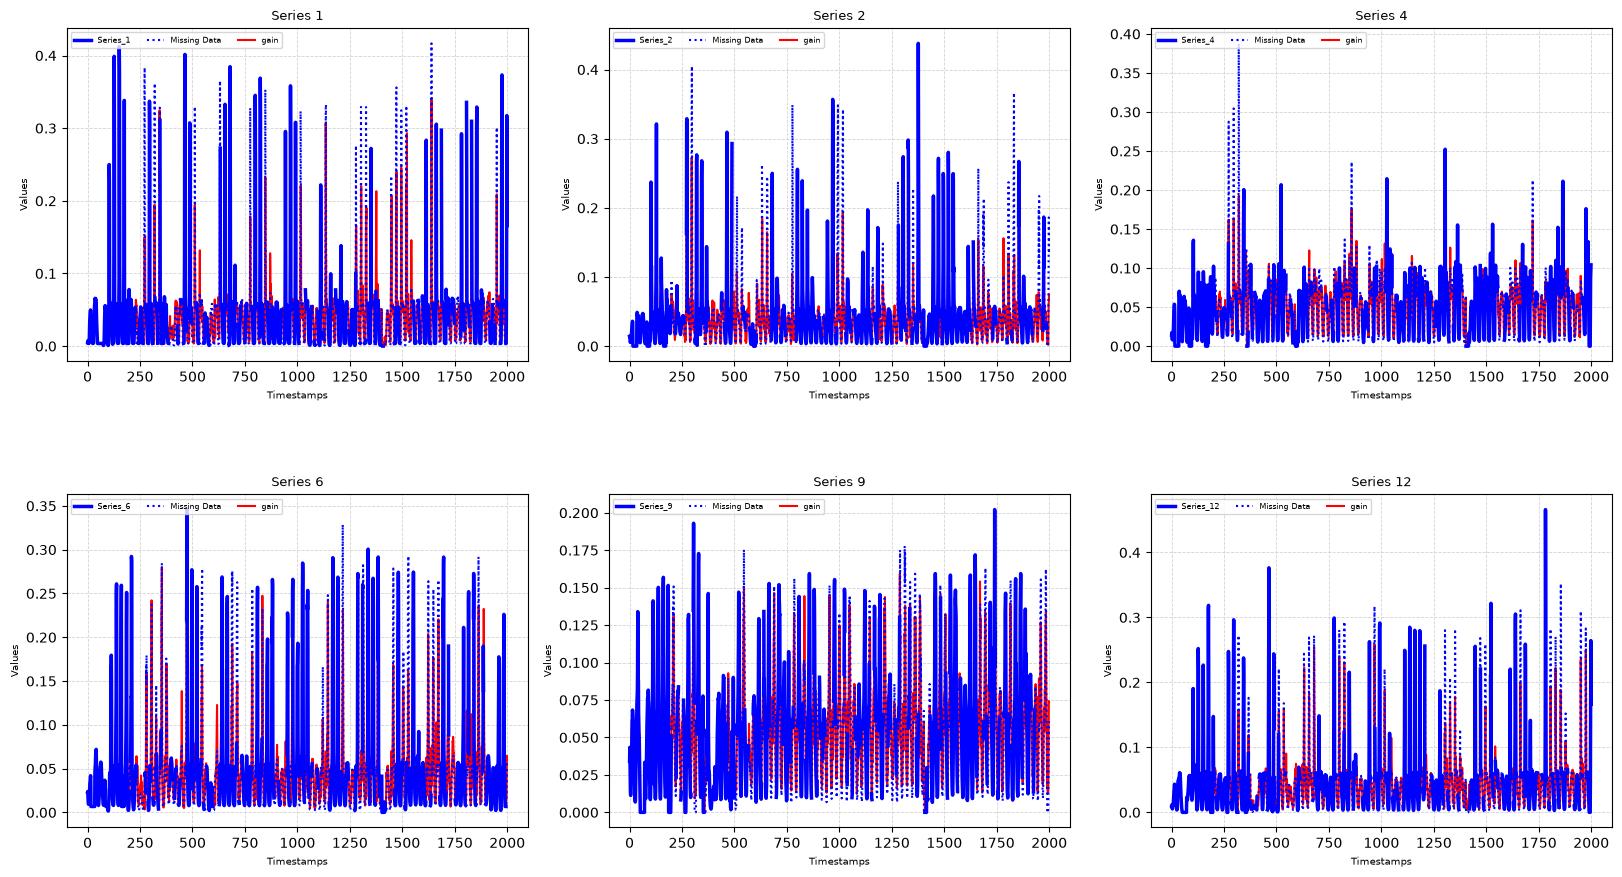 Series 1
Series_1 Missing Data gain
Values
0.4
0.3
0.2
0.1
0.0
0 250 500 750 1000 1250 1500 1750 2000
Timestamps
Series 2
Series_2 Missing Data gain
Values
0.4
0.3
0.2
0.1
0.0
0 250 500 750 1000 1250 1500 1750 2000
Timestamps
Series 4
Series_4 Missing Data gain
Values
0.40
0.35
0.30
0.25
0.20
0.15
0.10
0.05
0.00
0 250 500 750 1000 1250 1500 1750 2000
Timestamps
Series 6
Series_6 Missing Data gain
Values
0.35
0.30
0.25
0.20
0.15
0.10
0.05
0.00
0 250 500 750 1000 1250 1500 1750 2000
Timestamps
Series 9
Series_9 Missing Data gain
Values
0.200
0.175
0.150
0.125
0.100
0.075
0.050
0.025
0.000
0 250 500 750 1000 1250 1500 1750 2000
Timestamps
Series 12
Series_12 Missing Data gain
Values
0.4
0.3
0.2
0.1
0.0
0 250 500 750 1000 1250 1500 1750 2000
Timestamps